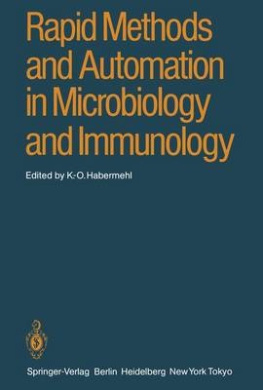 Rapid Methods
and Automation
in Microbiology
and Immunology
Edited by K.-O. Habermehl
Springer-Verlag Berlin Heidelberg New York Tokyo